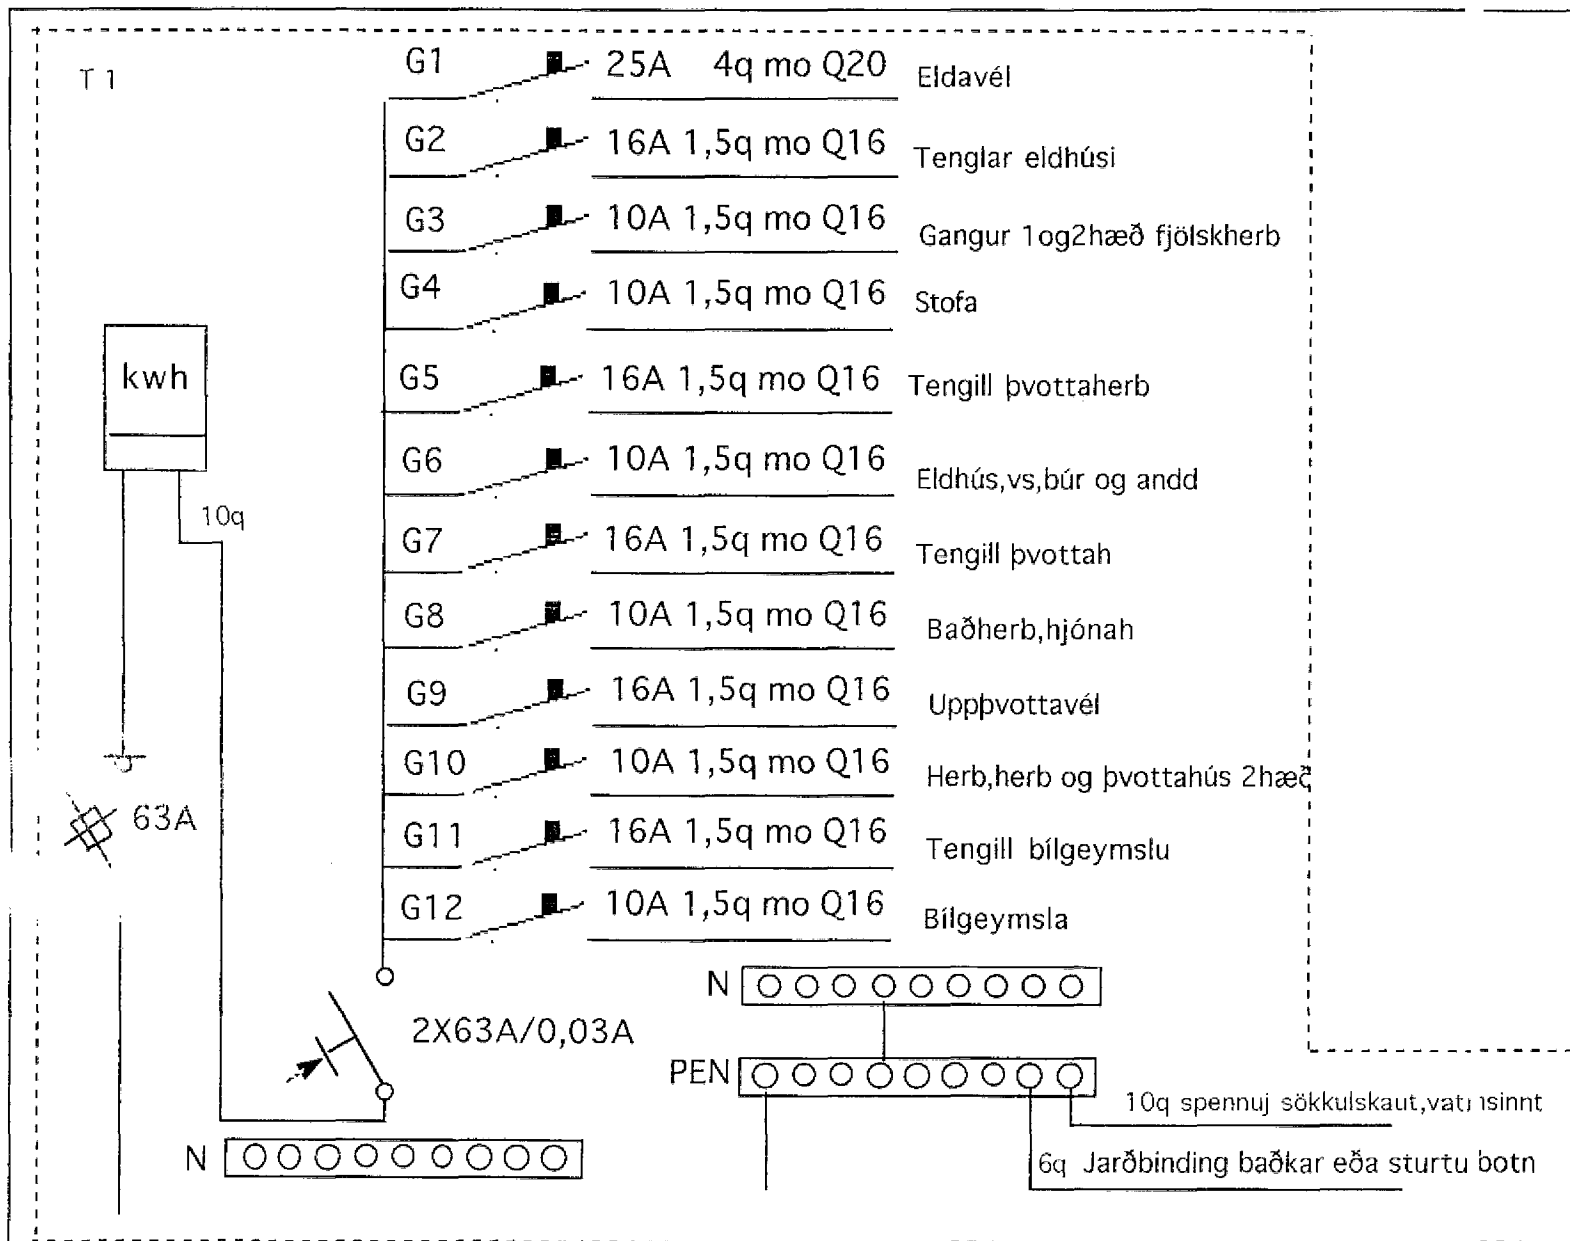 T 1
G1 25A 4q mo Q20 Eldavél
G2 16A 1,5q mo Q16 Tenglar eldhúsi
G3 10A 1,5q mo Q16 Gangur 1og2hæð fjölskherb
G4 10A 1,5q mo Q16 Stofa
kwh
G5 16A 1,5q mo Q16 Tengill þvottaherb
G6 10A 1,5q mo Q16 Eldhús,vs,búr og andd
10q
G7 16A 1,5q mo Q16 Tengill þvottah
G8 10A 1,5q mo Q16 Baðherb,hjónah
G9 16A 1,5q mo Q16 Uppþvottavél
G10 10A 1,5q mo Q16 Herb,herb og þvottahús 2hæð
63A
G11 16A 1,5q mo Q16 Tengill bílgeymslu
G12 10A 1,5q mo Q16 Bílgeymsla
N
2X63A/0,03A
PEN
10q spennuj sökkulskaut,vatnsinnt
N
6q Jarðbinding baðkar eða sturtu botn